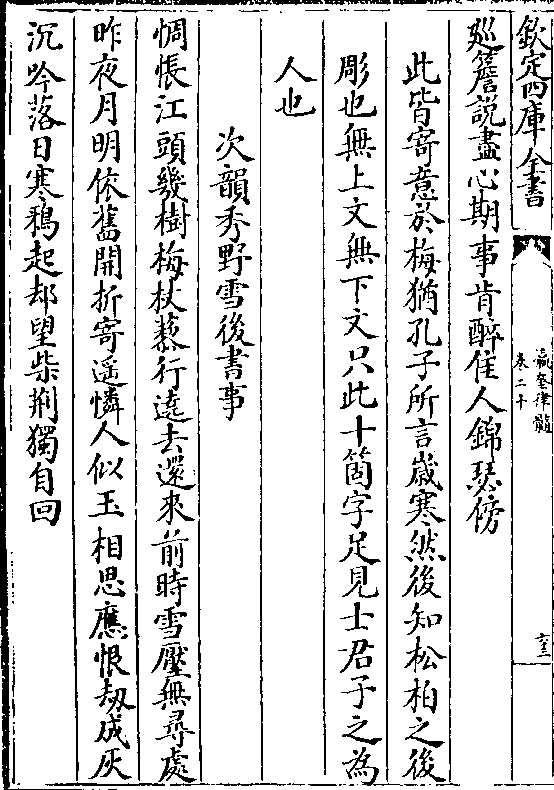 欽定四庫全書
瀛奎律髓
卷二十
六三
廵簷說盡心期事肯醉佳人錦瑟傍
此皆寄意於梅猶孔子所言嵗寒然後知松柏之後
彫也無上文無下文只此十箇字足見士君子之為
人也
次韻秀野雪後書事
惆悵江頭幾樹梅杖藜行遶去還來前時雪壓無尋處
昨夜月明依舊開折寄遥憐人似玉相思應恨刼成灰
沉吟落日寒鴉起却望柴荆獨自回